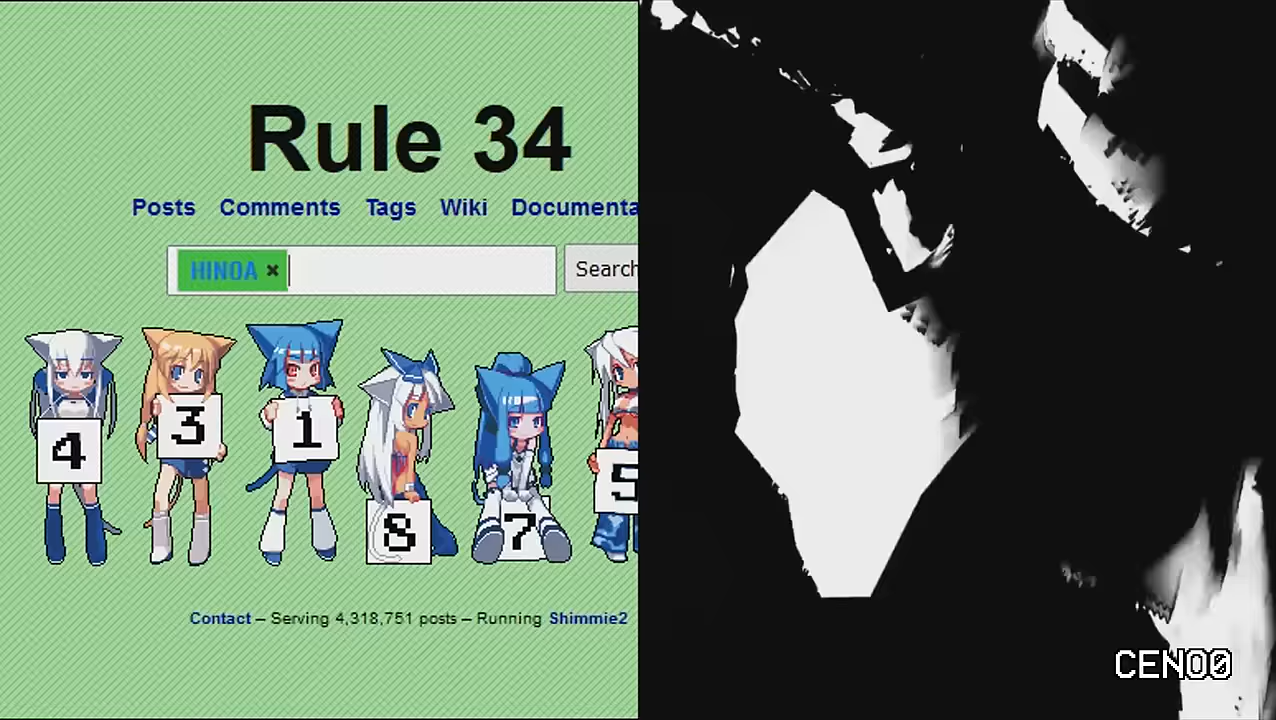 Rule 34
Posts Comments Tags Wiki Documenta
HINOA × Search
4 3 1 8 7 5
Contact – Serving 4,318,751 posts – Running Shimmie2
CENO0